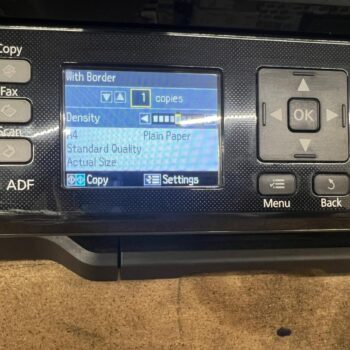 Copy
With Border
1 copies
Fax
Density
A4 Plain Paper
Scan
Standard Quality
OK
Actual Size
ADF
Copy Settings
Menu Back